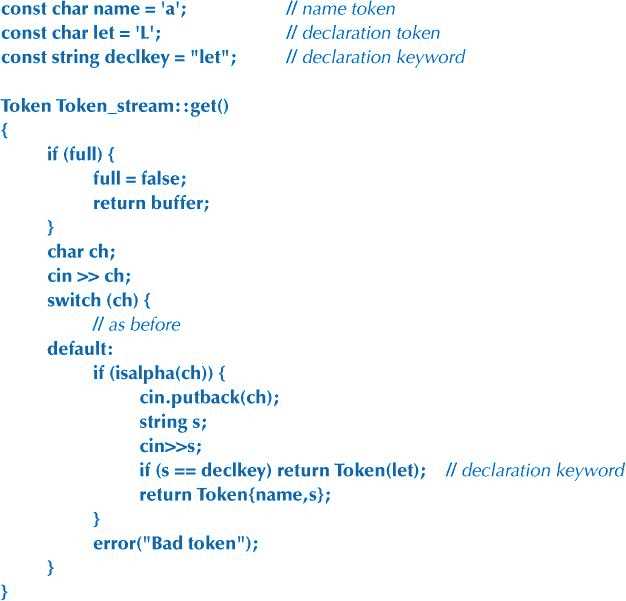 const char name = 'a'; // name token
const char let = 'L'; // declaration token
const string declkey = "let"; // declaration keyword
Token Token_stream::get()
{
if (full) {
full = false;
return buffer;
}
char ch;
cin >> ch;
switch (ch) {
// as before
default:
if (isalpha(ch)) {
cin.putback(ch);
string s;
cin>>s;
if (s == declkey) return Token(let); // declaration keyword
return Token{name,s};
}
error("Bad token");
}
}